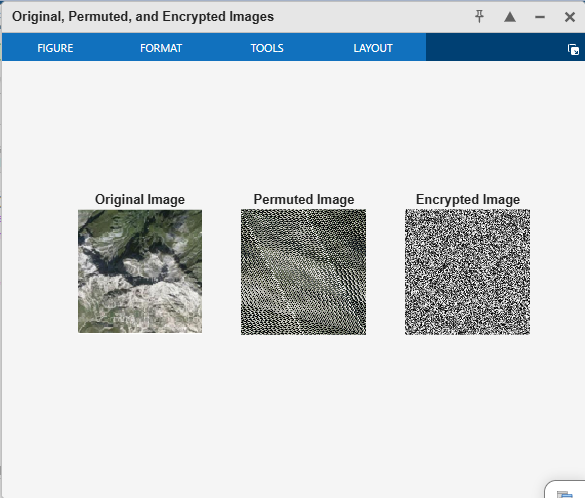 Original, Permuted, and Encrypted Images
FIGURE FORMAT TOOLS LAYOUT
Original Image Permuted Image Encrypted Image